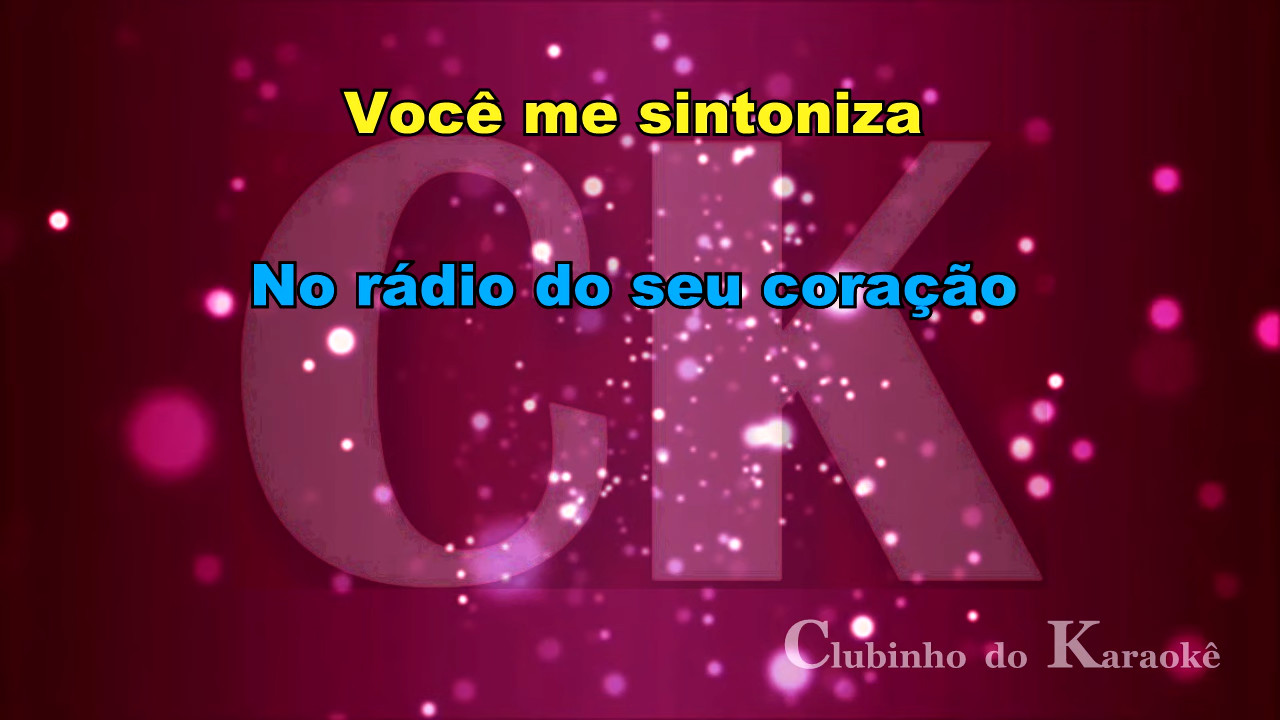 Você me sintoniza
No rádio do seu coração
CK
Clubinho do Karaokê